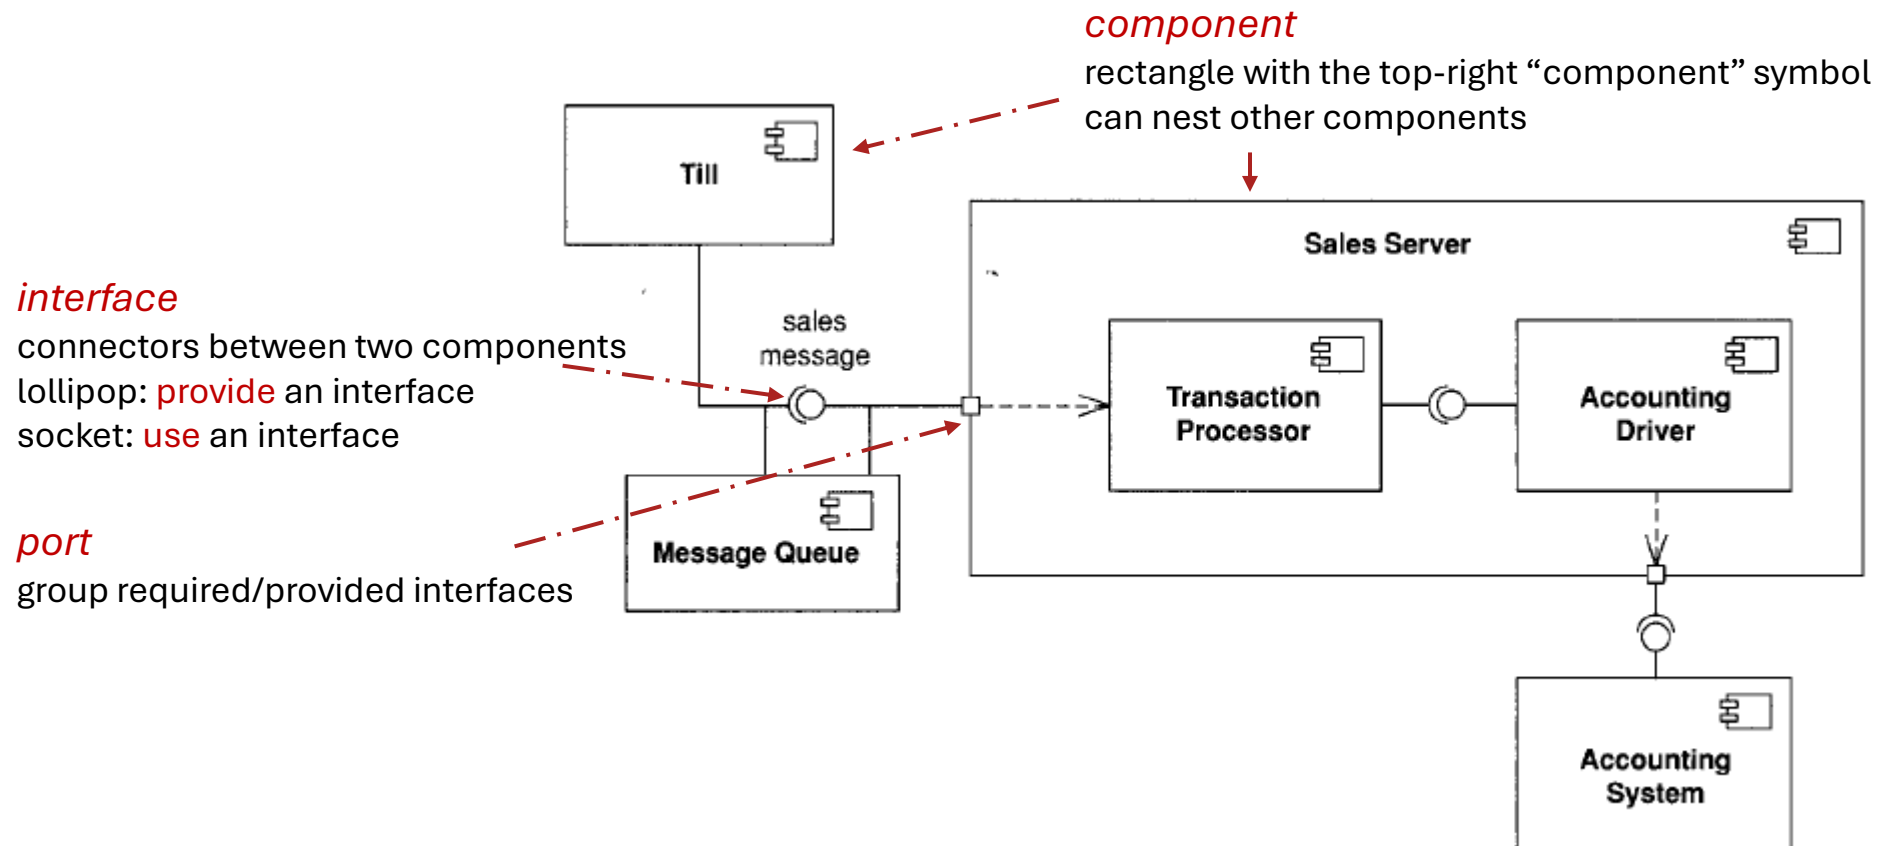 component
rectangle with the top-right “component” symbol
can nest other components
Till
Sales Server
interface
connectors between two components
lollipop: provide an interface
socket: use an interface
sales
message
Transaction
Processor
Accounting
Driver
port
group required/provided interfaces
Message Queue
Accounting
System